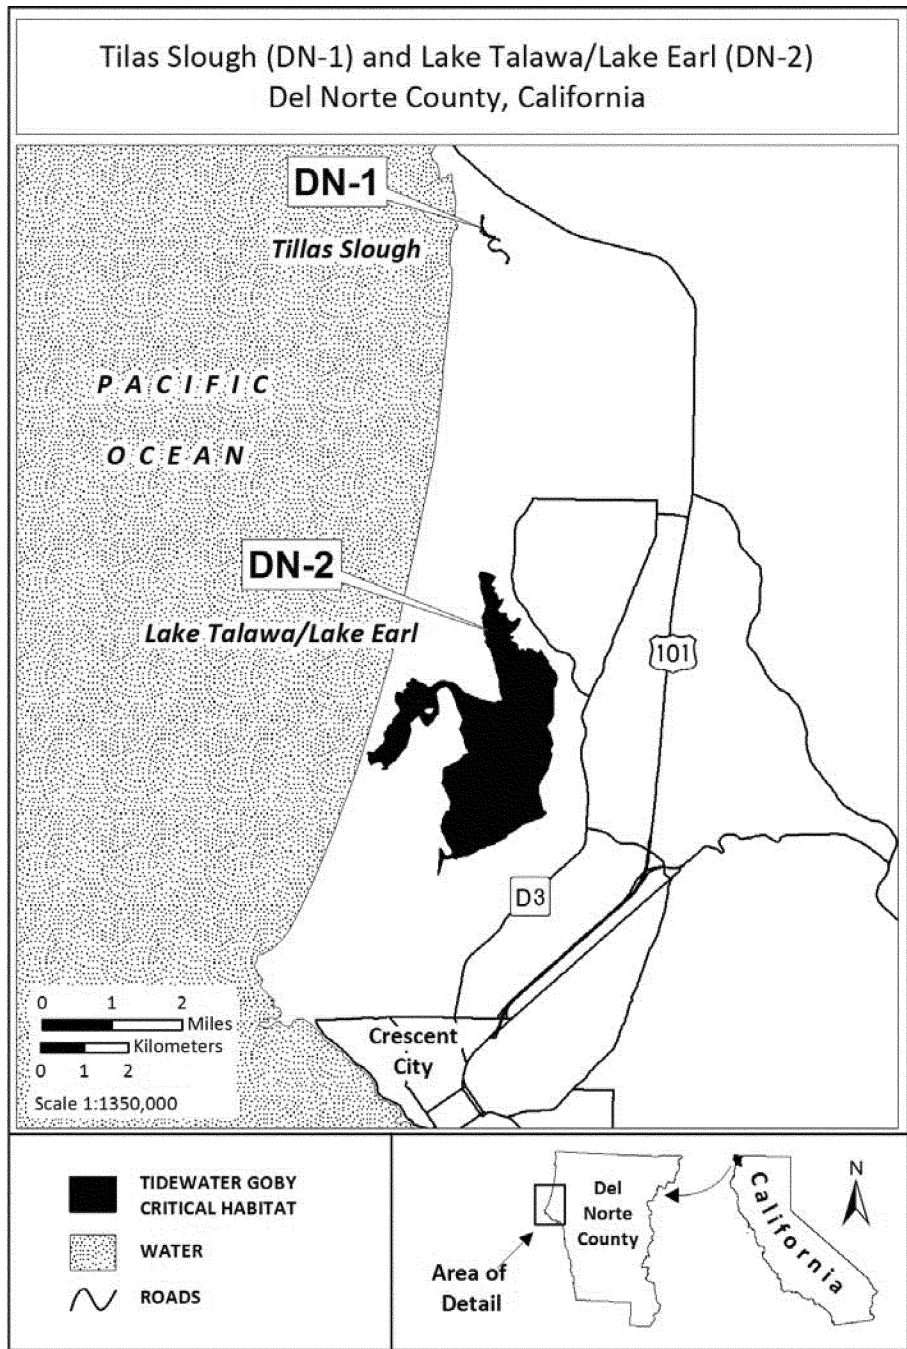 Tilas Slough (DN-1) and Lake Talawa/Lake Earl (DN-2)
Del Norte County, California
DN-1
Tillas Slough
PACIFIC
OCEAN
DN-2
Lake Talawa/Lake Earl
101
D3
0 1 2
Miles
Kilometers
0 1 2
Scale 1:1350,000
Crescent
City
TIDEWATER GOBY
CRITICAL HABITAT
WATER
ROADS
Del
Norte
County
Area of
Detail
California
N